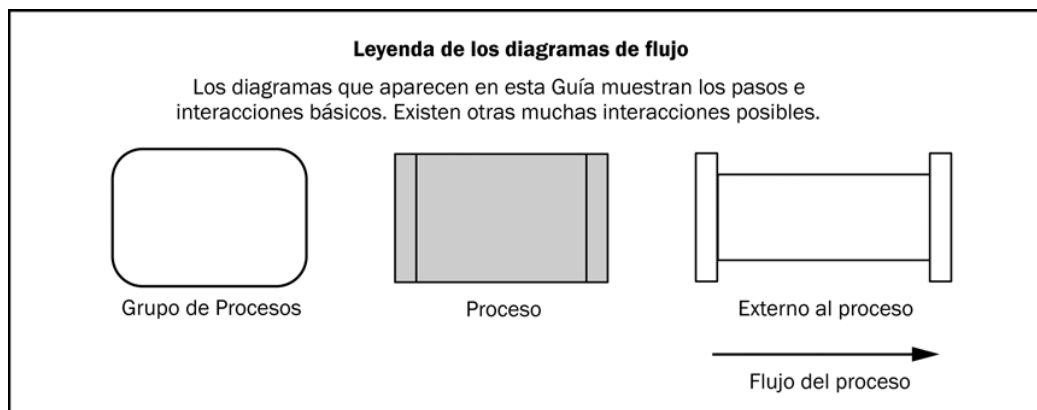 Leyenda de los diagramas de flujo
Los diagramas que aparecen en esta Guía muestran los pasos e
interacciones básicos. Existen otras muchas interacciones posibles.
Grupo de Procesos
Proceso
Externo al proceso
Flujo del proceso